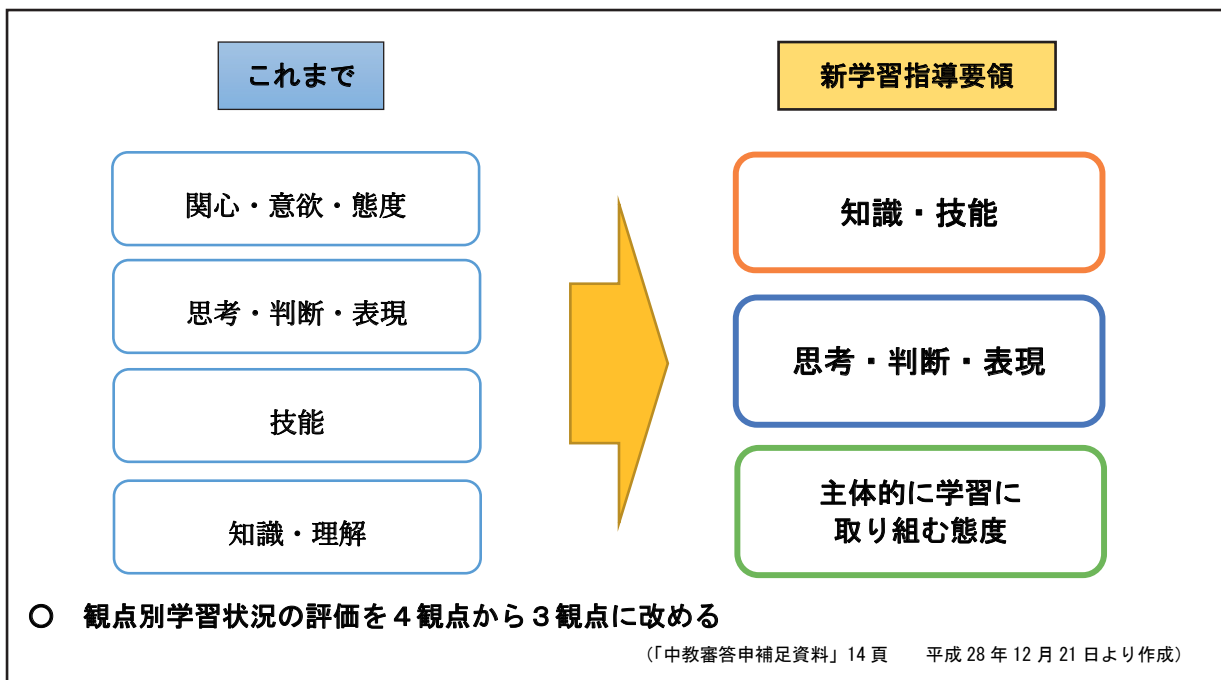 これまで
関心・意欲・態度
思考・判断・表現
技能
知識・理解
新学習指導要領
知識・技能
思考・判断・表現
主体的に学習に
取り組む態度
○　観点別学習状況の評価を４観点から３観点に改める
（「中教審答申補足資料」14 頁　　平成 28 年 12 月 21 日より作成）